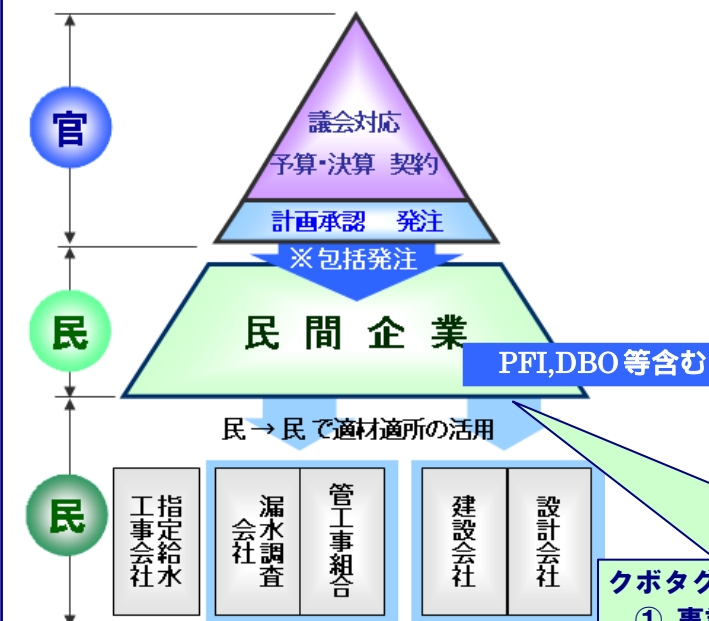 官
議会対応
予算・決算 契約
計画承認 発注
※包括発注
民
民間企業
PFI,DBO等含む
民→民で適材適所の活用
民
指定給水
工事会社
漏水調査
会社
管工事組合
建設会社
設計会社
クボタグ
①